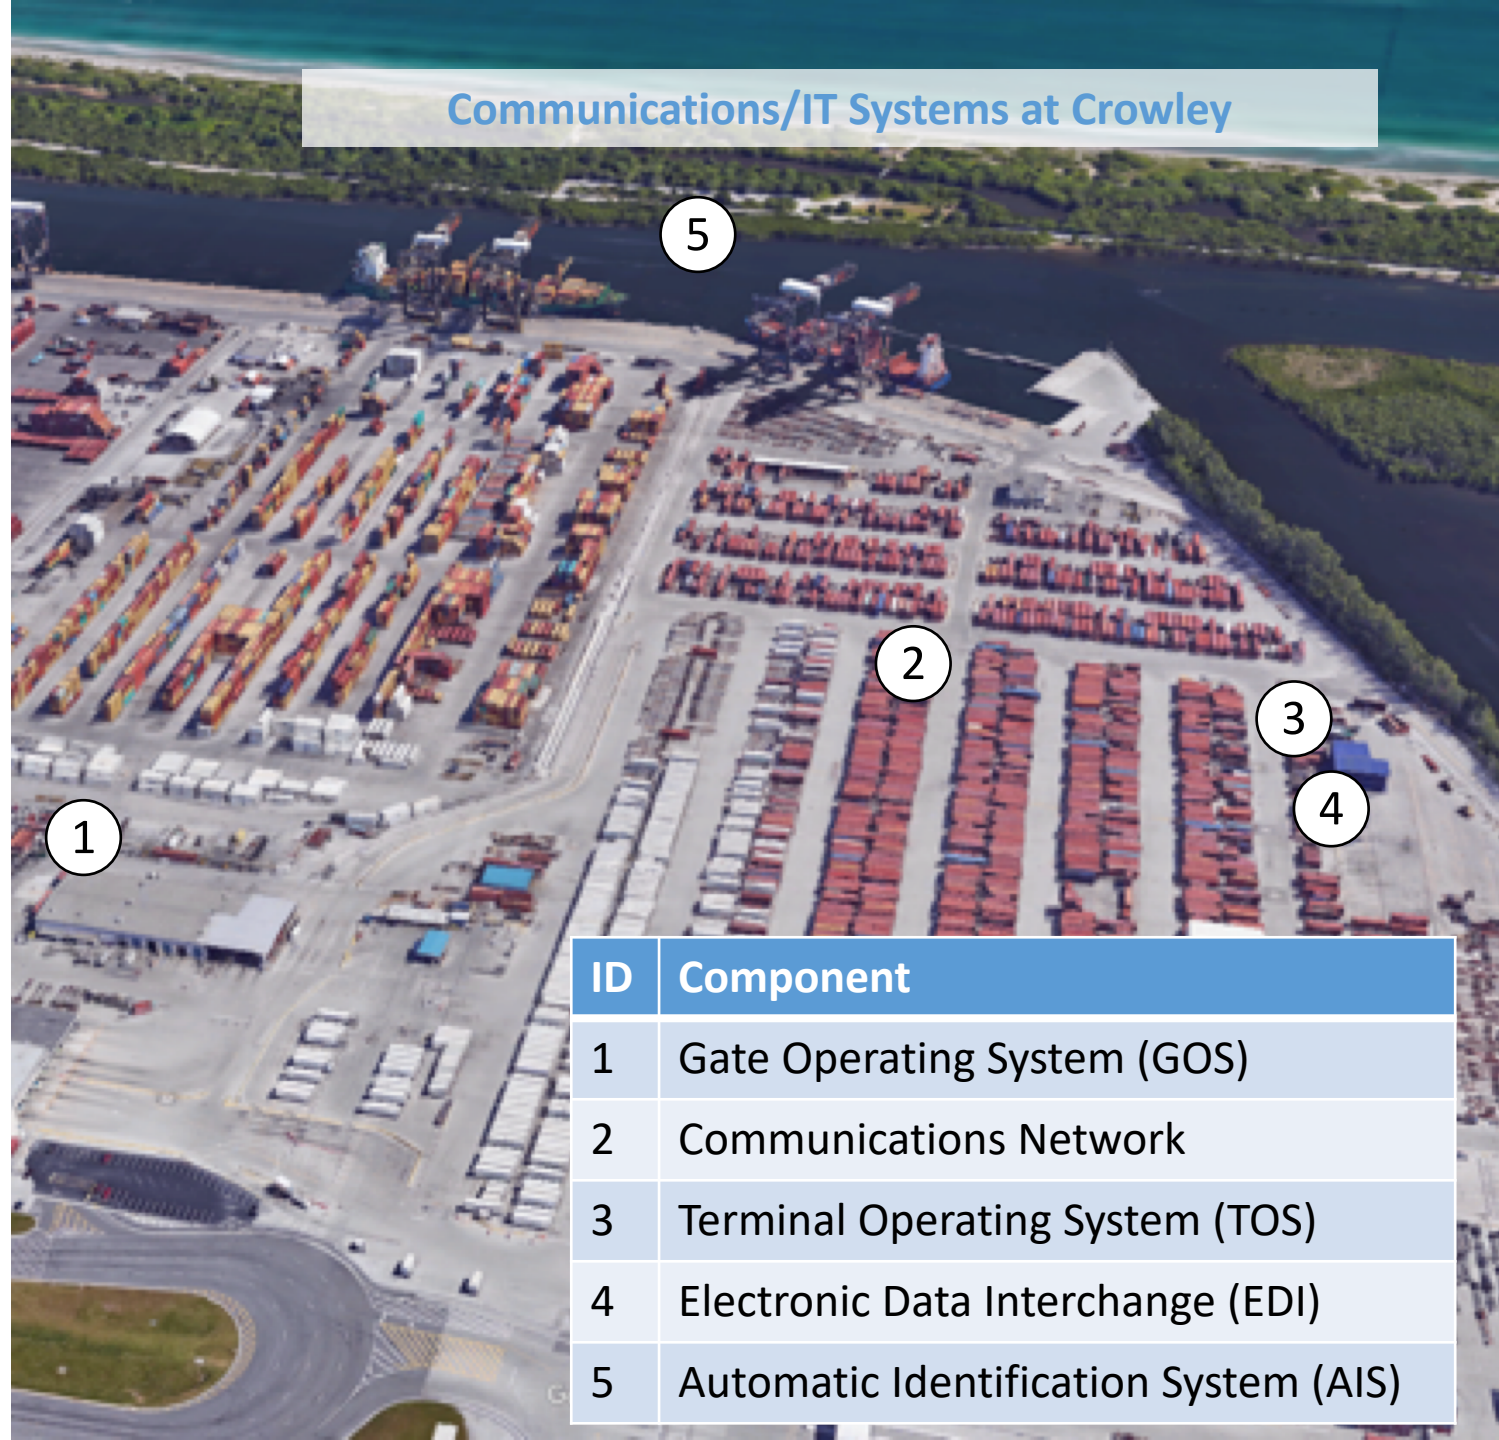 Communications/IT Systems at Crowley
5
2
3
4
1
ID Component
1 Gate Operating System (GOS)
2 Communications Network
3 Terminal Operating System (TOS)
4 Electronic Data Interchange (EDI)
5 Automatic Identification System (AIS)